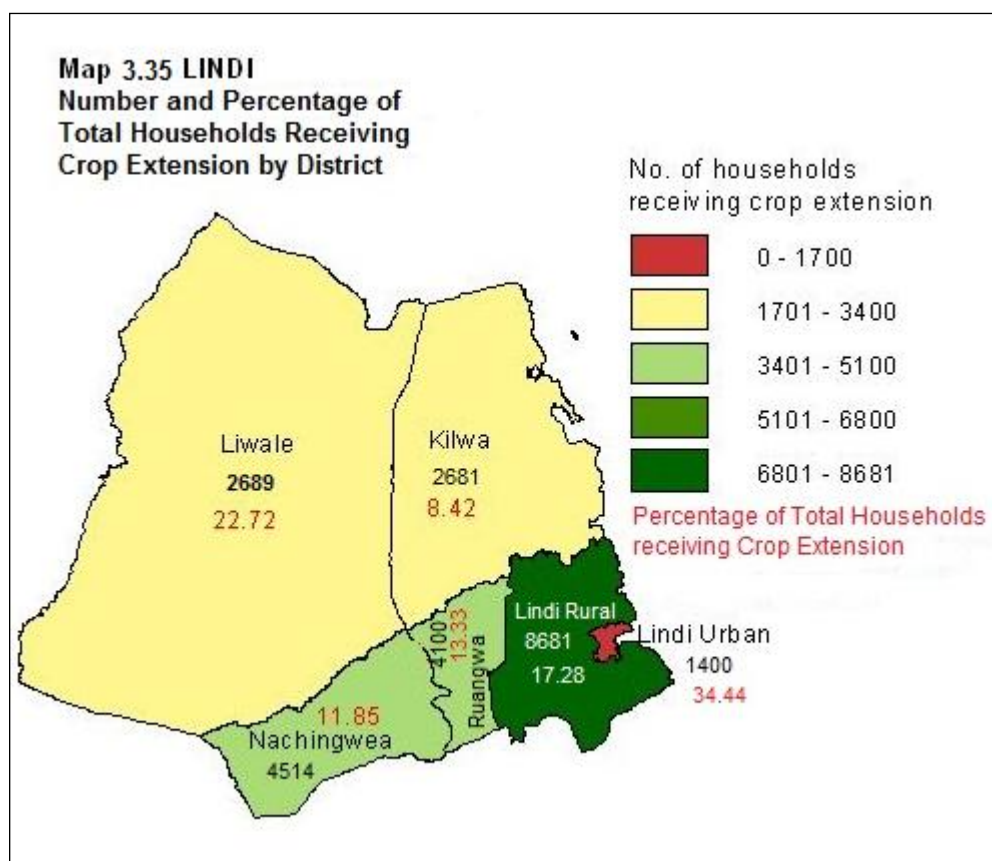 Map 3.35 LINDI
Number and Percentage of
Total Households Receiving
Crop Extension by District
No. of households
receiving crop extension
0 - 1700
1701 - 3400
3401 - 5100
5101 - 6800
6801 - 8681
Percentage of Total Households
receiving Crop Extension
Liwale
2689
22.72
Kilwa
2681
8.42
Lindi Rural
8681
17.28
Lindi Urban
1400
34.44
4100
13.33
Ruangwa
11.85
Nachingwea
4514